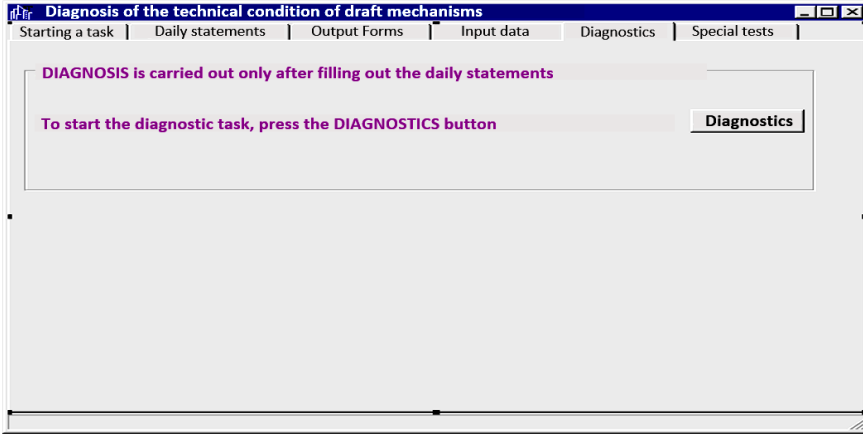 Diagnosis of the technical condition of draft mechanisms
Starting a task Daily statements Output Forms Input data Diagnostics Special tests
DIAGNOSIS is carried out only after filling out the daily statements
To start the diagnostic task, press the DIAGNOSTICS button
Diagnostics